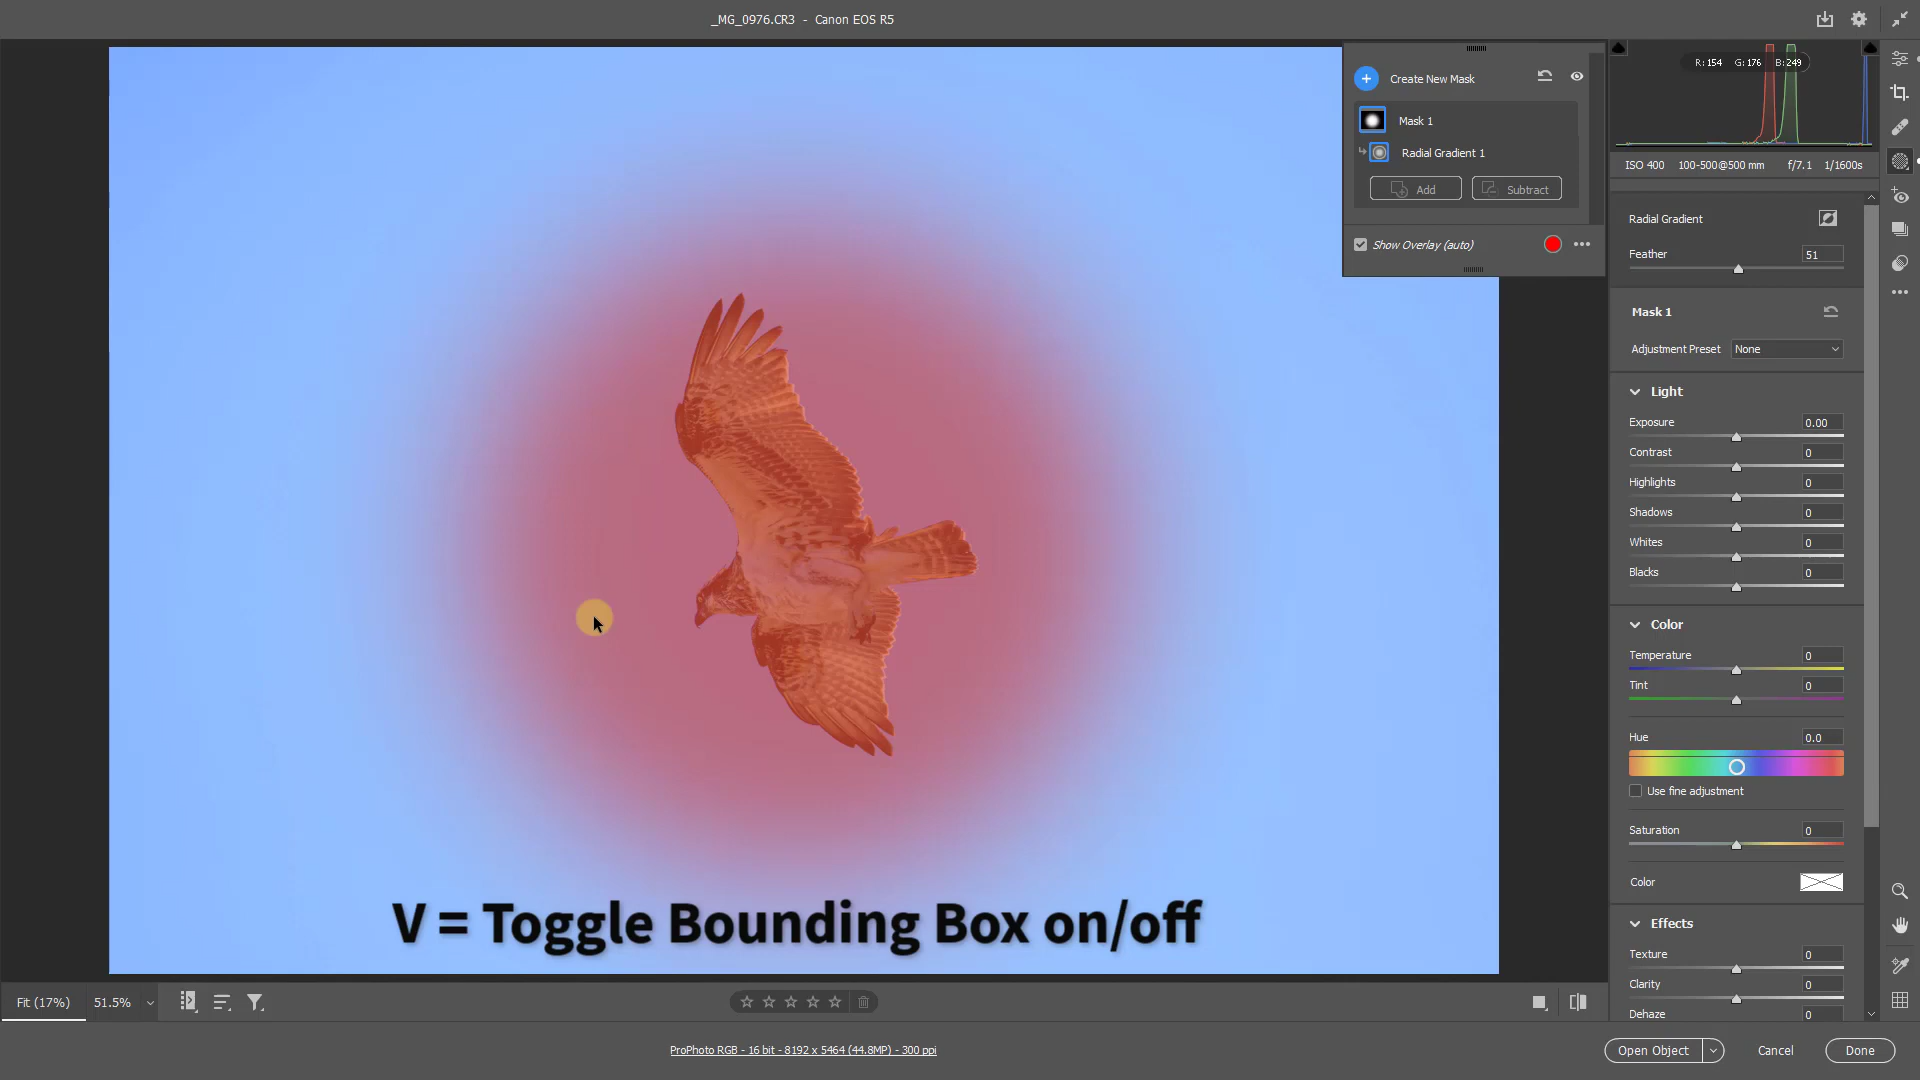 _MG_0976.CR3 - Canon EOS R5
Create New Mask
Mask 1
Radial Gradient 1
Add Subtract
Show Overlay (auto)
R: 154 G: 176 B: 249
ISO 400 100-500@500 mm f/7.1 1/1600s
Radial Gradient
Feather 51
Mask 1
Adjustment Preset None
Light
Exposure 0.00
Contrast 0
Highlights 0
Shadows 0
Whites 0
Blacks 0
Color
Temperature 0
Tint 0
Hue 0.0
Use fine adjustment
Saturation 0
Color
Effects
Texture 0
Clarity 0
Dehaze 0
V = Toggle Bounding Box on/off
Fit (17%) 51.5%
ProPhoto RGB - 16 bit - 8192 x 5464 (44.8MP) - 300 ppi
Open Object Cancel Done